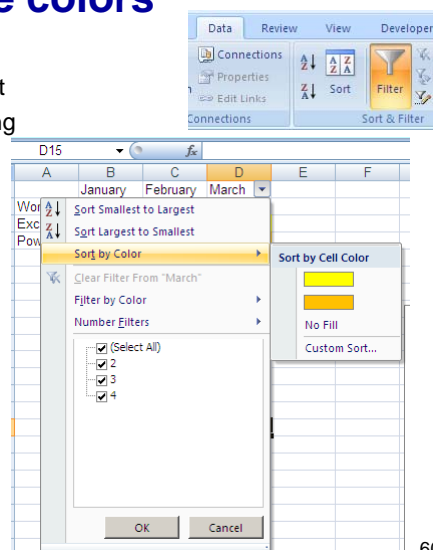 e colors
t
ng
Data Review View Developer
Connections
Properties
Edit Links
Connections
A Z
Z A
A Z
Z A
Sort
Filter
Sort & Filter
D15 fx
A B C D E F
January February March
Wor
Exc
Pow
Sort Smallest to Largest
Sort Largest to Smallest
Sort by Color
Clear Filter From "March"
Filter by Color
Number Filters
(Select All)
2
3
4
OK Cancel
Sort by Cell Color
No Fill
Custom Sort...